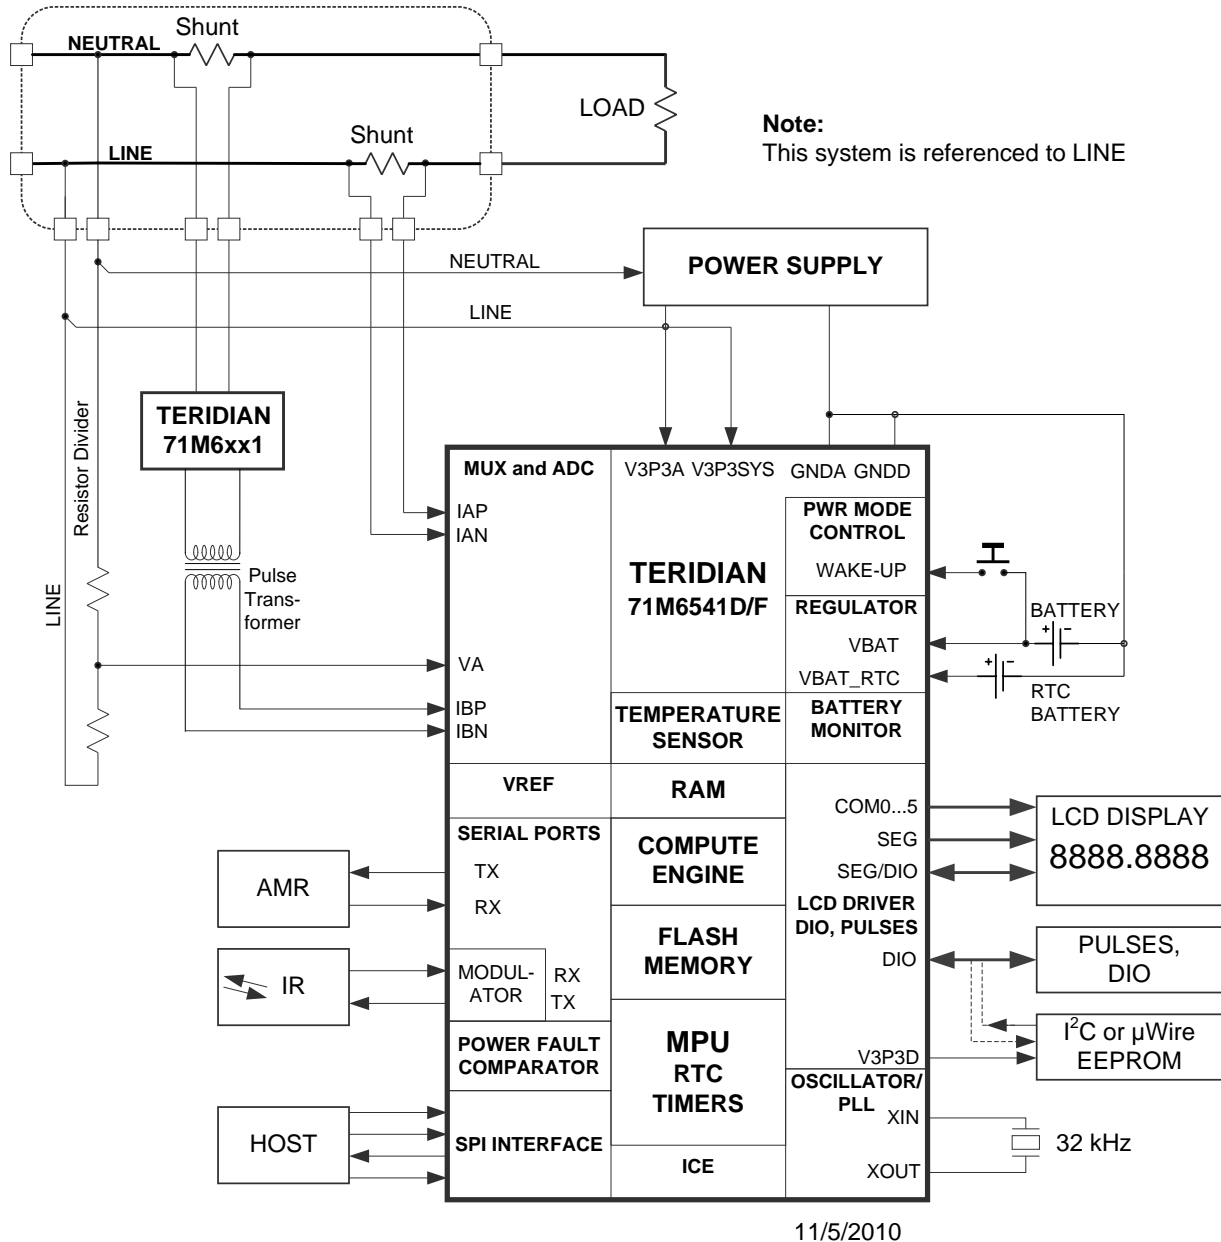 Shunt
NEUTRAL
LOAD
Shunt
LINE
Note:
This system is referenced to LINE
NEUTRAL
POWER SUPPLY
LINE
TERIDIAN
71M6xx1
Resistor Divider
LINE
Pulse
Trans-
former
MUX and ADC
V3P3A V3P3SYS
GNDA GNDD
IAP
IAN
PWR MODE
CONTROL
WAKE-UP
TERIDIAN
71M6541D/F
REGULATOR
VBAT
VBAT_RTC
BATTERY
+ -
+ -
RTC
BATTERY
VA
IBP
IBN
TEMPERATURE
SENSOR
BATTERY
MONITOR
VREF
RAM
COM0...5
SEG
SEG/DIO
LCD DISPLAY
8888.8888
SERIAL PORTS
TX
RX
AMR
COMPUTE
ENGINE
LCD DRIVER
DIO, PULSES
DIO
FLASH
MEMORY
PULSES,
DIO
IR
MODUL-
ATOR
RX
TX
I²C or µWire
EEPROM
POWER FAULT
COMPARATOR
MPU
RTC
TIMERS
V3P3D
OSCILLATOR/
PLL
XIN
32 kHz
XOUT
HOST
SPI INTERFACE
ICE
11/5/2010